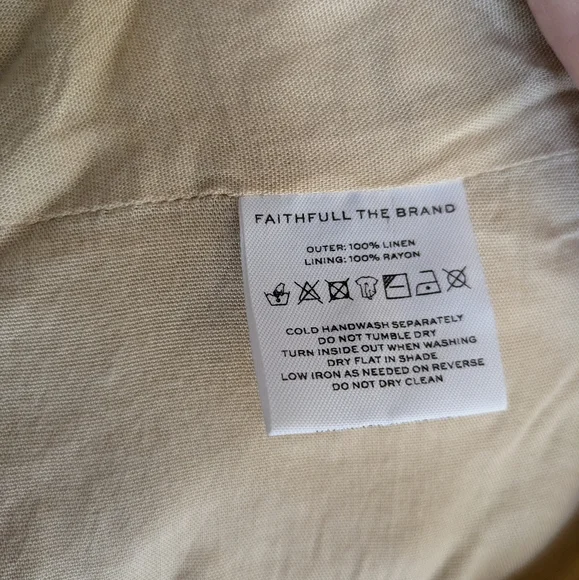 FAITHFULL THE BRAND
OUTER: 100% LINEN
LINING: 100% RAYON
COLD HANDWASH SEPARATELY
DO NOT TUMBLE DRY
TURN INSIDE OUT WHEN WASHING
DRY FLAT IN SHADE
LOW IRON AS NEEDED ON REVERSE
DO NOT DRY CLEAN